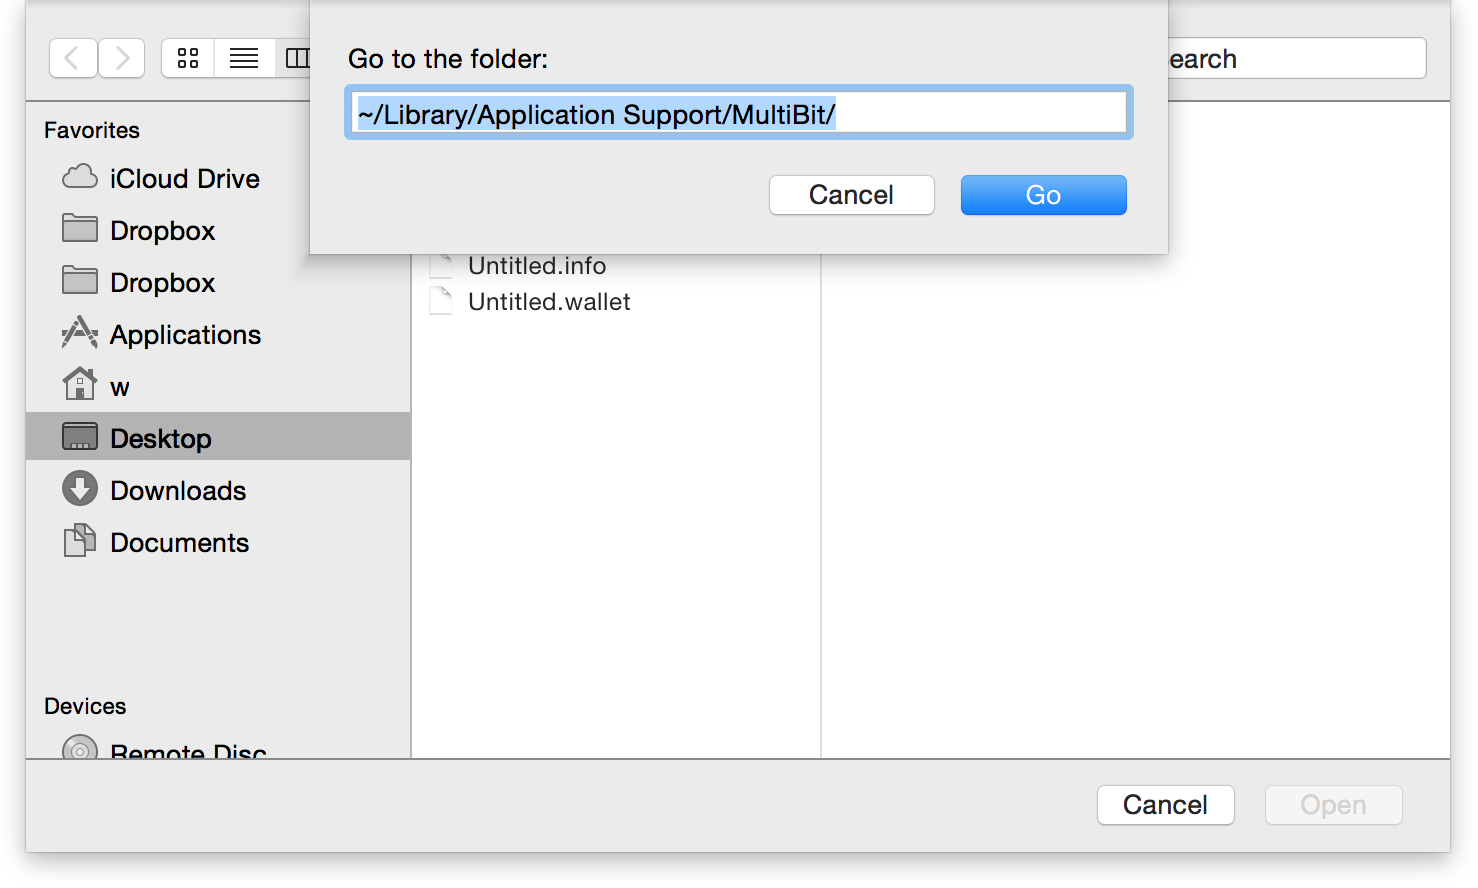 Go to the folder:
earch
~/Library/Application Support/MultiBit/
Cancel
Go
Favorites
iCloud Drive
Dropbox
Dropbox
Applications
w
Desktop
Downloads
Documents
Devices
Remote Disc
Untitled.info
Untitled.wallet
Cancel
Open